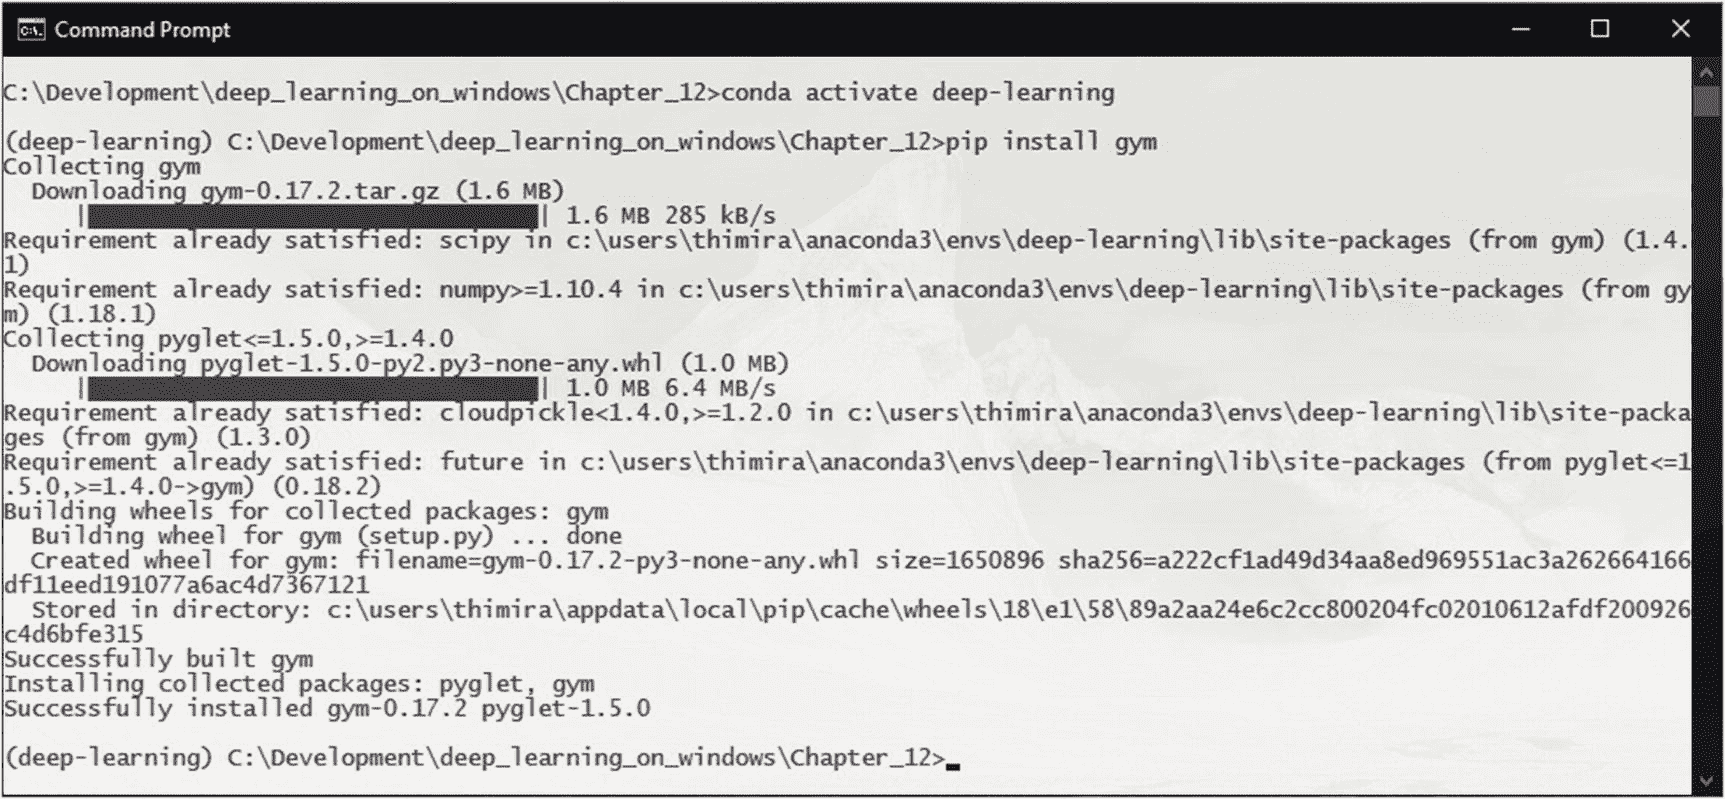 Command Prompt
C:\Development\deep_learning_on_windows\Chapter_12>conda activate deep-learning
(deep-learning) C:\Development\deep_learning_on_windows\Chapter_12>pip install gym
Collecting gym
  Downloading gym-0.17.2.tar.gz (1.6 MB)
     |████████████████████████████████| 1.6 MB 285 kB/s
Requirement already satisfied: scipy in c:\users\thimira\anaconda3\envs\deep-learning\lib\site-packages (from gym) (1.4.
1)
Requirement already satisfied: numpy>=1.10.4 in c:\users\thimira\anaconda3\envs\deep-learning\lib\site-packages (from gy
m) (1.18.1)
Collecting pyglet<=1.5.0,>=1.4.0
  Downloading pyglet-1.5.0-py2.py3-none-any.whl (1.0 MB)
     |████████████████████████████████| 1.0 MB 6.4 MB/s
Requirement already satisfied: cloudpickle<1.4.0,>=1.2.0 in c:\users\thimira\anaconda3\envs\deep-learning\lib\site-packa
ges (from gym) (1.3.0)
Requirement already satisfied: future in c:\users\thimira\anaconda3\envs\deep-learning\lib\site-packages (from pyglet<=1
.5.0,>=1.4.0->gym) (0.18.2)
Building wheels for collected packages: gym
  Building wheel for gym (setup.py) ... done
  Created wheel for gym: filename=gym-0.17.2-py3-none-any.whl size=1650896 sha256=a222cf1ad49d34aa8ed969551ac3a262664166
df11eed191077a6ac4d7367121
  Stored in directory: c:\users\thimira\appdata\local\pip\cache\wheels\18\e1\58\89a2aa24e6c2cc800204fc02010612afdf200926
c4d6bfe315
Successfully built gym
Installing collected packages: pyglet, gym
Successfully installed gym-0.17.2 pyglet-1.5.0
(deep-learning) C:\Development\deep_learning_on_windows\Chapter_12>